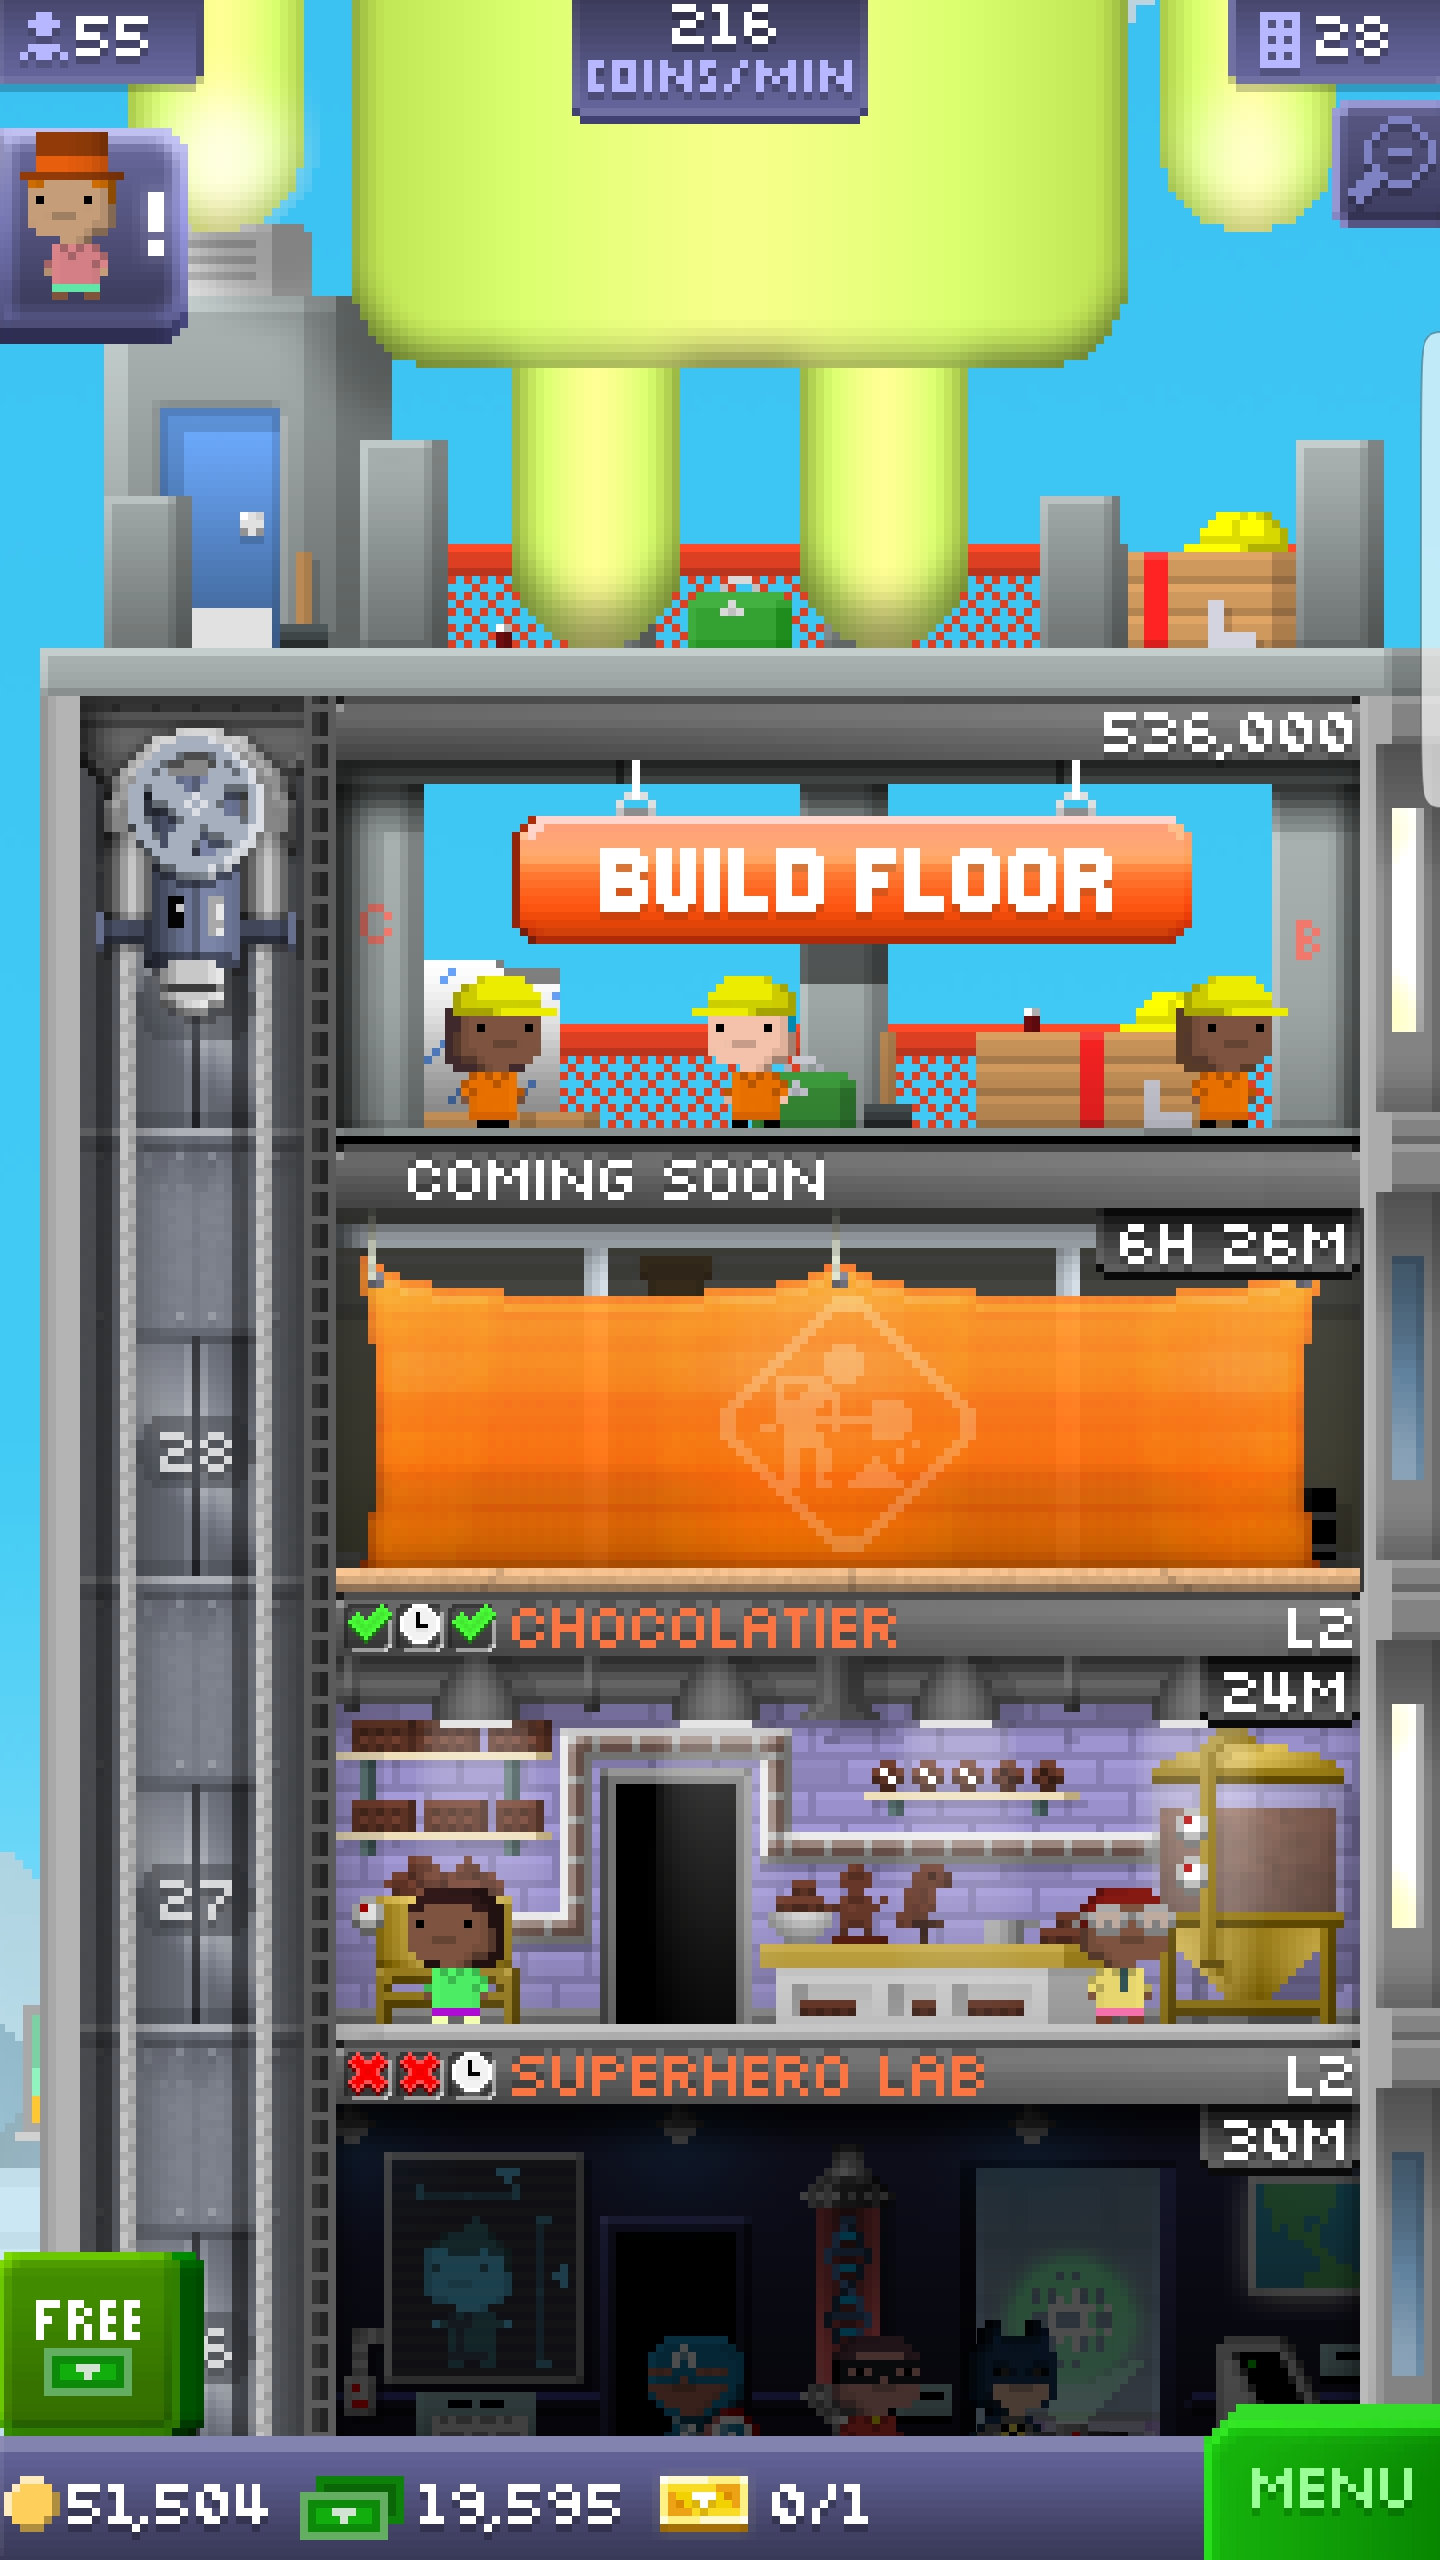 55
216
COINS/MIN
28
!
536,000
BUILD FLOOR
C
B
COMING SOON
6H 26M
28
CHOCOLATIER
L2
24M
27
SUPERHERO LAB
L2
30M
FREE
51,504
19,595
0/1
MENU